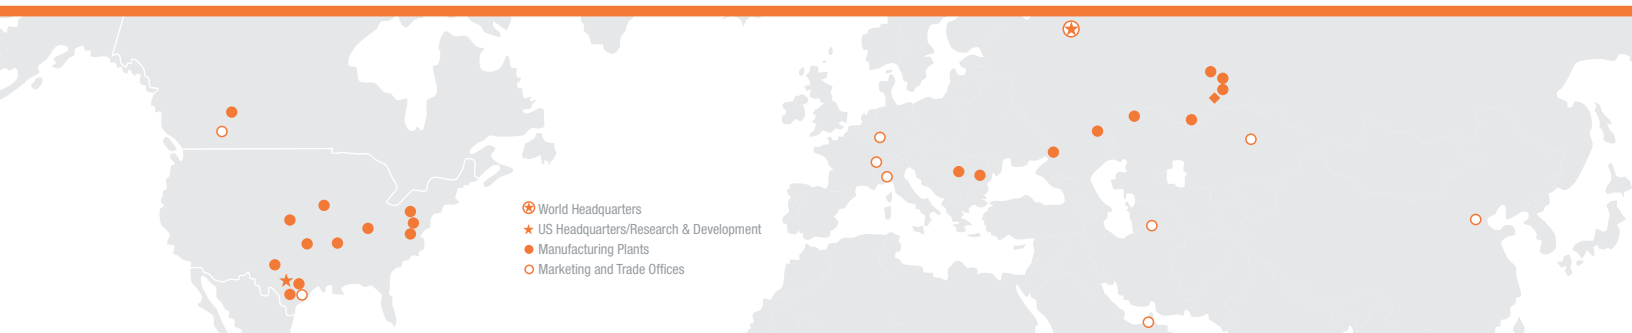 World Headquarters
US Headquarters/Research & Development
Manufacturing Plants
Marketing and Trade Offices